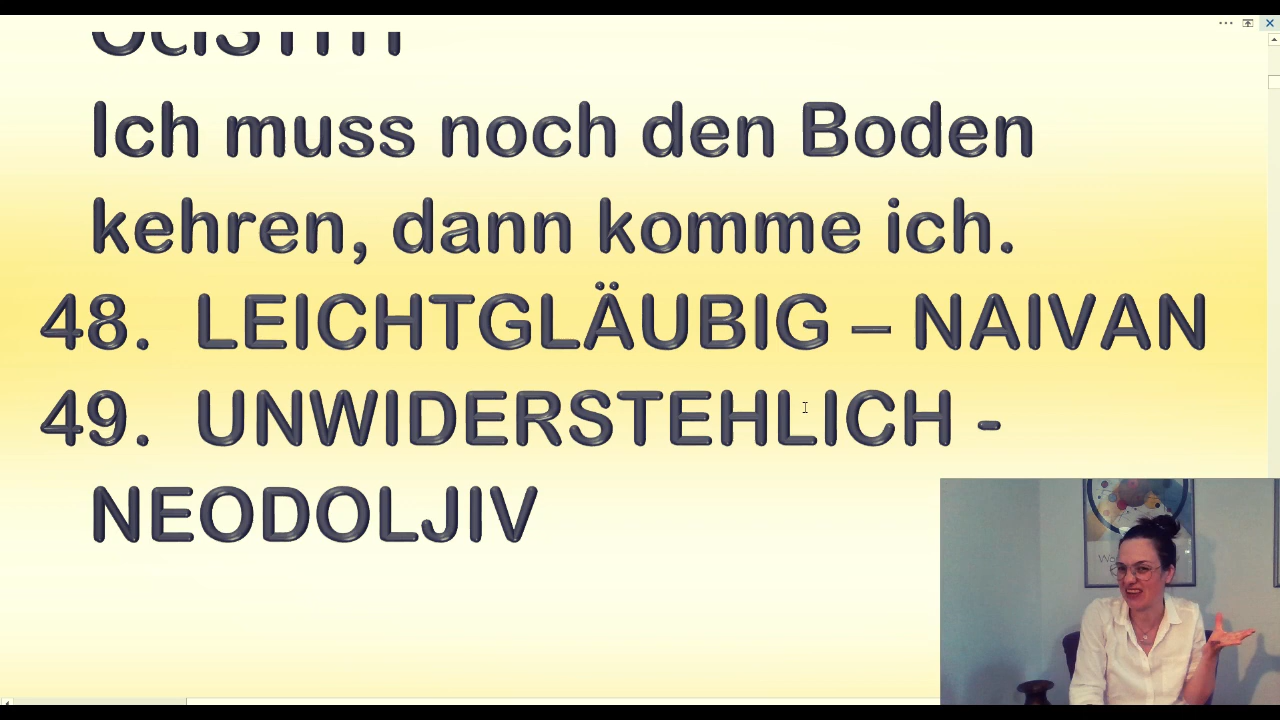 Ich muss noch den Boden
kehren, dann komme ich.
48. LEICHTGLÄUBIG – NAIVAN
49. UNWIDERSTEHLICH -
NEODOLJIV